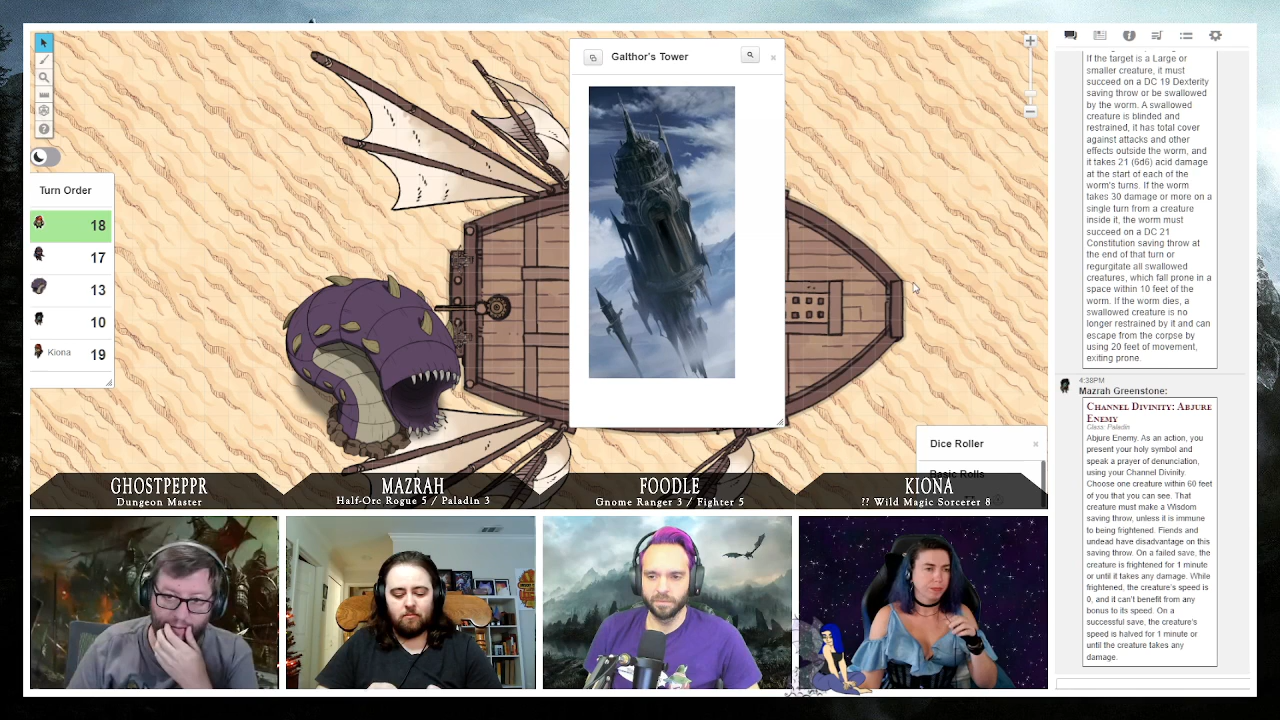 Galthor's Tower
Turn Order
18
17
13
10
Kiona 19
If the target is a Large or
smaller creature, it must
succeed on a DC 19 Dexterity
saving throw or be swallowed
by the worm. A swallowed
creature is blinded and
restrained, it has total cover
against attacks and other
effects outside the worm, and
it takes 21 (6d6) acid damage
at the start of each of the
worm's turns. If the worm
takes 30 damage or more on a
single turn from a creature
inside it, the worm must
succeed on a DC 21
Constitution saving throw at
the end of that turn or
regurgitate all swallowed
creatures, which fall prone in a
space within 10 feet of the
worm. If the worm dies, a
swallowed creature is no
longer restrained by it and can
escape from the corpse by
using 20 feet of movement,
exiting prone.
4:38PM
Mazrah Greenstone:
Channel Divinity: Abjure
Enemy
Class: Paladin
Abjure Enemy. As an action, you
present your holy symbol and
speak a prayer of denunciation,
using your Channel Divinity.
Choose one creature within 60 feet
of you that you can see. That
creature must make a Wisdom
saving throw, unless it is immune
to being frightened. Fiends and
undead have disadvantage on this
saving throw. On a failed save, the
creature is frightened for 1 minute
or until it takes any damage. While
frightened, the creature's speed is
0, and it can't benefit from any
bonus to its speed. On a
successful save, the creature's
speed is halved for 1 minute or
until the creature takes any
damage.
Dice Roller
Basic Rolls
GHOSTPEPPR
Dungeon Master
MAZRAH
Half-Orc Rogue 5 / Paladin 3
FOODLE
Gnome Ranger 3 / Fighter 5
KIONA
?? Wild Magic Sorcerer 8